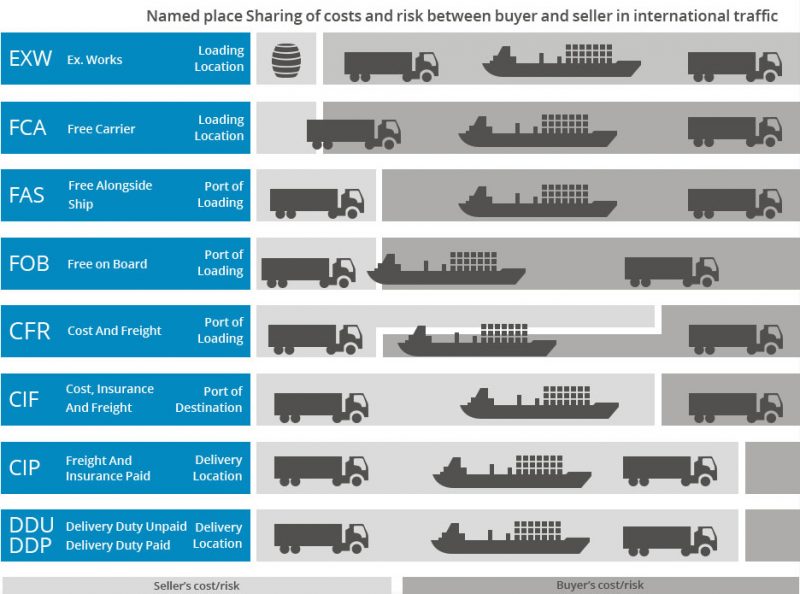 Named place Sharing of costs and risk between buyer and seller in international traffic
EXW
Ex. Works
Loading
Location
FCA
Free Carrier
Loading
Location
FAS
Free Alongside
Ship
Port of
Loading
FOB
Free on Board
Port of
Loading
CFR
Cost And Freight
Port of
Loading
CIF
Cost, Insurance
And Freight
Port of
Destination
CIP
Freight And
Insurance Paid
Delivery
Location
DDU
DDP
Delivery Duty Unpaid
Delivery Duty Paid
Delivery
Location
Seller's cost/risk
Buyer's cost/risk